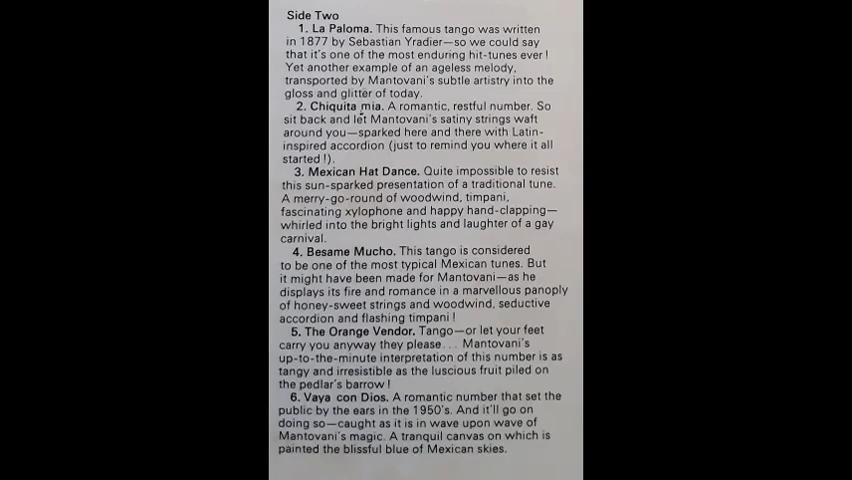 Side Two
1. La Paloma. This famous tango was written
in 1877 by Sebastian Yradier—so we could say
that it's one of the most enduring hit-tunes ever!
Yet another example of an ageless melody,
transported by Mantovani's subtle artistry into the
gloss and glitter of today.
2. Chiquita mia. A romantic, restful number. So
sit back and let Mantovani's satiny strings waft
around you—sparked here and there with Latin-
inspired accordion (just to remind you where it all
started!).
3. Mexican Hat Dance. Quite impossible to resist
this sun-sparked presentation of a traditional tune.
A merry-go-round of woodwind, timpani,
fascinating xylophone and happy hand-clapping—
whirled into the bright lights and laughter of a gay
carnival.
4. Besame Mucho. This tango is considered
to be one of the most typical Mexican tunes. But
it might have been made for Mantovani—as he
displays its fire and romance in a marvellous panoply
of honey-sweet strings and woodwind, seductive
accordion and flashing timpani!
5. The Orange Vendor. Tango—or let your feet
carry you anyway they please... Mantovani's
up-to-the-minute interpretation of this number is as
tangy and irresistible as the luscious fruit piled on
the pedlar's barrow!
6. Vaya con Dios. A romantic number that set the
public by the ears in the 1950's. And it'll go on
doing so—caught as it is in wave upon wave of
Mantovani's magic. A tranquil canvas on which is
painted the blissful blue of Mexican skies.